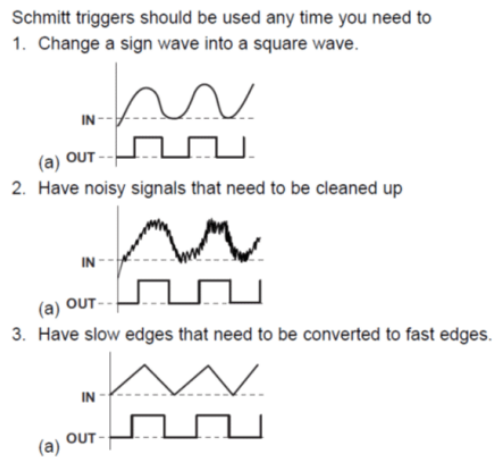 Schmitt triggers should be used any time you need to
1. Change a sign wave into a square wave.
IN
(a) OUT
2. Have noisy signals that need to be cleaned up
IN
(a) OUT
3. Have slow edges that need to be converted to fast edges.
IN
(a) OUT